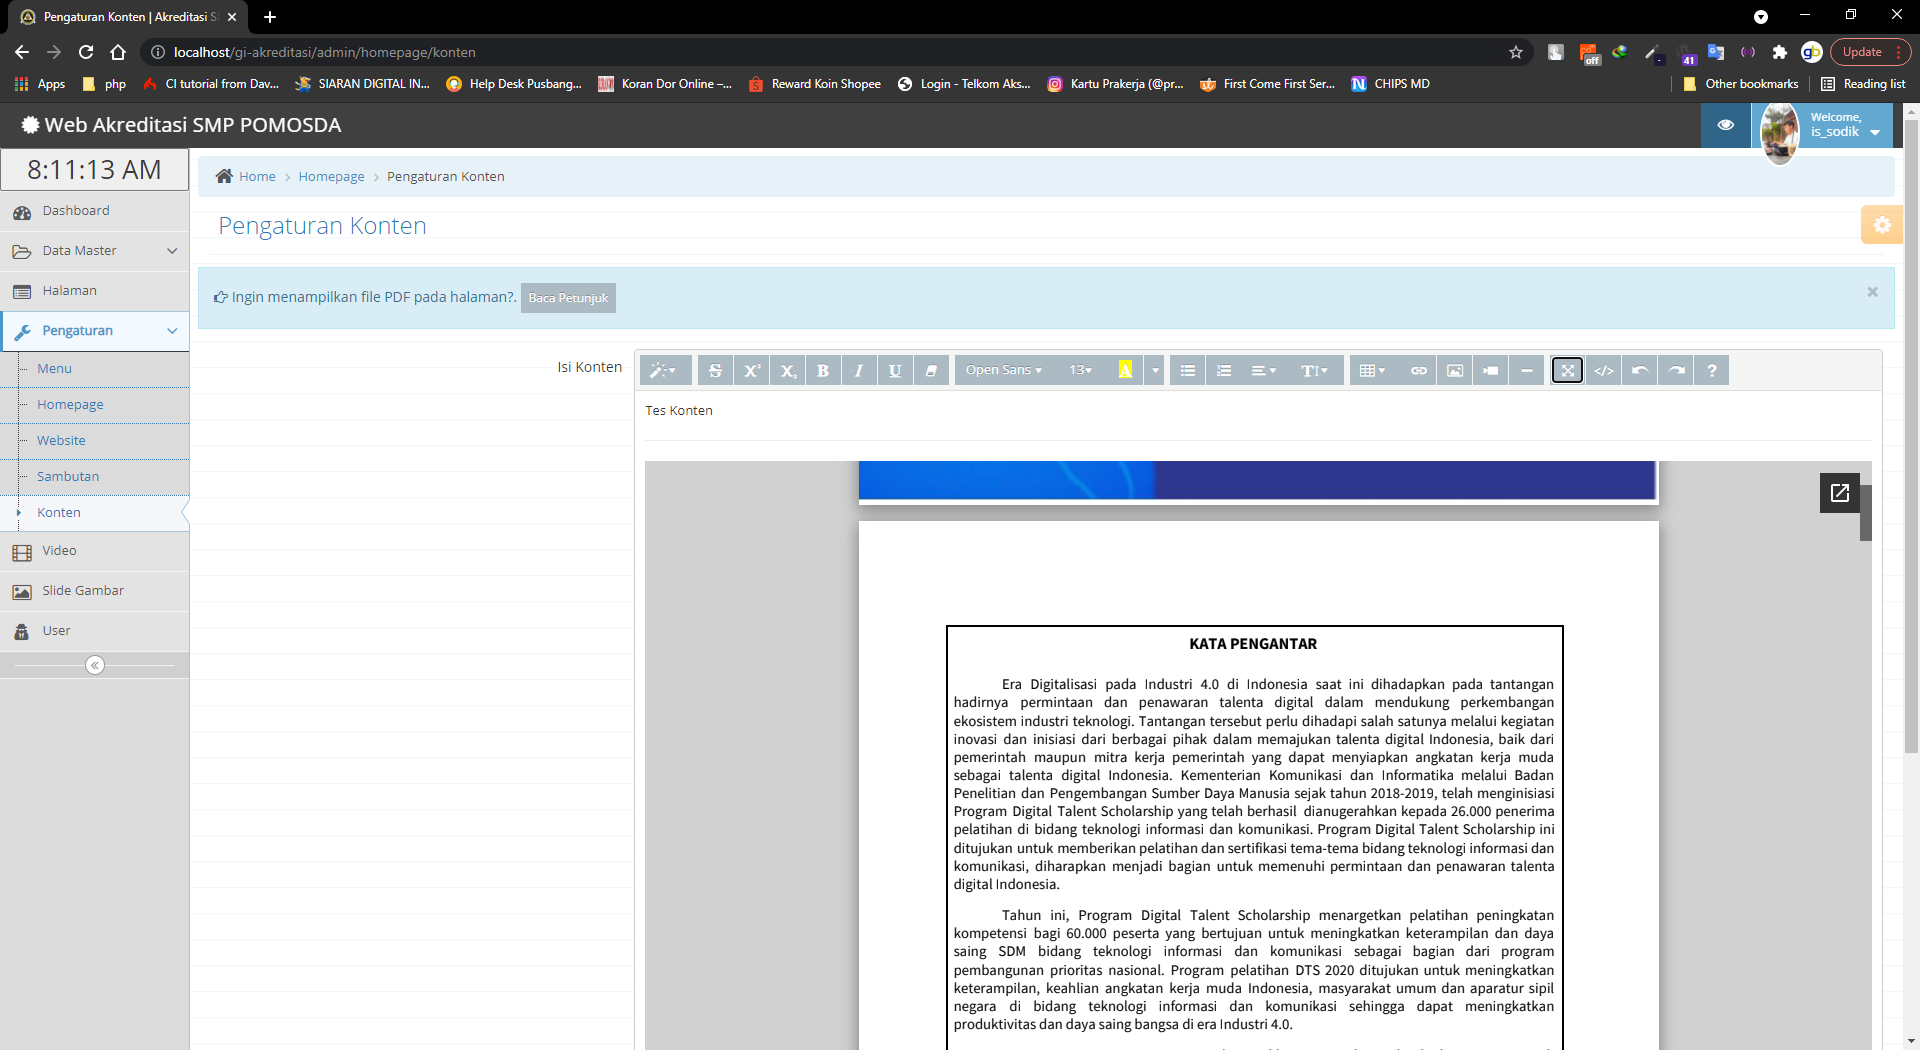 Pengaturan Konten | Akreditasi S
localhost/gi-akreditasi/admin/homepage/konten
off
41
Update
Apps
php
CI tutorial from Dav...
SIARAN DIGITAL IN...
Help Desk Pusbang...
Koran Dor Online –...
Reward Koin Shopee
Login - Telkom Aks...
Kartu Prakerja (@pr...
First Come First Ser...
CHIPS MD
Other bookmarks
Reading list
Web Akreditasi SMP POMOSDA
Welcome,
is_sodik
8:11:13 AM
Home > Homepage > Pengaturan Konten
Dashboard
Data Master
Halaman
Pengaturan
Menu
Homepage
Website
Sambutan
Konten
Video
Slide Gambar
User
Pengaturan Konten
Ingin menampilkan file PDF pada halaman?. Baca Petunjuk
×
Isi Konten
S X² X₂ B I U Open Sans 13 A T </> ?
Tes Konten
KATA PENGANTAR
Era Digitalisasi pada Industri 4.0 di Indonesia saat ini dihadapkan pada tantangan
hadirnya permintaan dan penawaran talenta digital dalam mendukung perkembangan
ekosistem industri teknologi. Tantangan tersebut perlu dihadapi salah satunya melalui kegiatan
inovasi dan inisiasi dari berbagai pihak dalam memajukan talenta digital Indonesia, baik dari
pemerintah maupun mitra kerja pemerintah yang dapat menyiapkan angkatan kerja muda
sebagai talenta digital Indonesia. Kementerian Komunikasi dan Informatika melalui Badan
Penelitian dan Pengembangan Sumber Daya Manusia sejak tahun 2018-2019, telah menginisiasi
Program Digital Talent Scholarship yang telah berhasil dianugerahkan kepada 26.000 penerima
pelatihan di bidang teknologi informasi dan komunikasi. Program Digital Talent Scholarship ini
ditujukan untuk memberikan pelatihan dan sertifikasi tema-tema bidang teknologi informasi dan
komunikasi, diharapkan menjadi bagian untuk memenuhi permintaan dan penawaran talenta
digital Indonesia.
Tahun ini, Program Digital Talent Scholarship menargetkan pelatihan peningkatan
kompetensi bagi 60.000 peserta yang bertujuan untuk meningkatkan keterampilan dan daya
saing SDM bidang teknologi informasi dan komunikasi sebagai bagian dari program
pembangunan prioritas nasional. Program pelatihan DTS 2020 ditujukan untuk meningkatkan
keterampilan, keahlian angkatan kerja muda Indonesia, masyarakat umum dan aparatur sipil
negara di bidang teknologi informasi dan komunikasi sehingga dapat meningkatkan
produktivitas dan daya saing bangsa di era Industri 4.0.